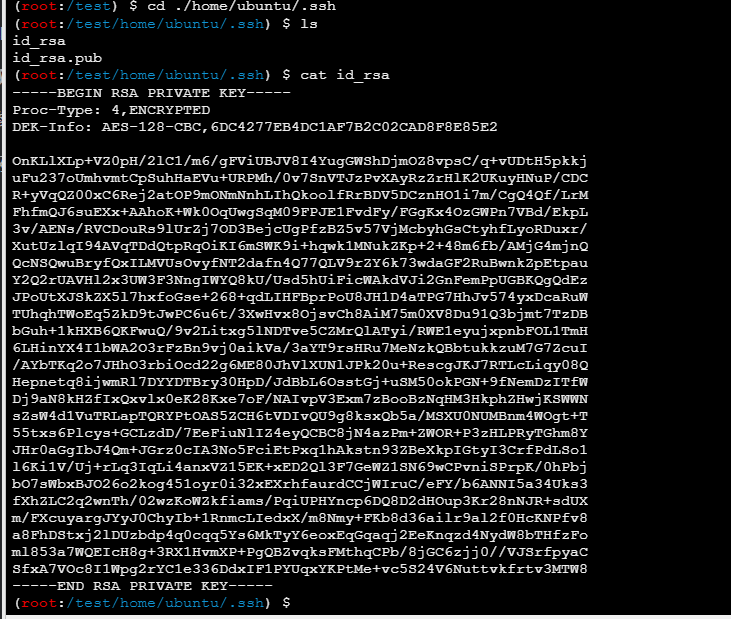 (root:/test) $ cd ./home/ubuntu/.ssh
(root:/test/home/ubuntu/.ssh) $ ls
id_rsa
id_rsa.pub
(root:/test/home/ubuntu/.ssh) $ cat id_rsa
-----BEGIN RSA PRIVATE KEY-----
Proc-Type: 4,ENCRYPTED
DEK-Info: AES-128-CBC,6DC4277EB4DC1AF7B2C02CAD8F8E85E2

OnKLlXLp+VZ0pH/2lC1/m6/gFViUBJV8I4YugGWShDjmOZ8vpsC/q+vUDtH5pkkj
uFu237oUmhvmtCpSuhHaEVu+URPMh/0v7SnVTJzPvXAyRzZrHlK2UKuyHNuP/CDC
R+yVqQZ00xC6Rej2atOP9mONmNnhLIhQkoolfRrBDV5DCznHO1i7m/CgQ4Qf/LrM
FhfmQJ6suEXx+AAhoK+Wk0OqUwgSqM09FPJE1FvdFy/FGgKx4OzGWPn7VBd/EkpL
3v/AENs/RVCDouRs9lUrZj7OD3BejcUgPfzBZ5v57VjMcbyhGsCtyhfLyoRDuxr/
XutUzlqI94AVqTDdQtpRqOiKI6mSWK9i+hqwk1MNukZKp+2+48m6fb/AMjG4mjnQ
QcNSQwuBryfQxILMVUsOvyfNT2dafn4Q77QLV9rZY6k73wdaGF2RuBwnkZpEtpau
Y2Q2rUAVHl2x3UW3F3NngIWYQ8kU/Usd5hUiFicWAkdVJi2GnFemPpUGBKQgQdEz
JPoUtXJSkZX5l7hxfoGse+268+qdLIHFBprPoU8JH1D4aTPG7HhJv574yxDcaRuW
TUhqhTWoEq5ZkD9tJwPC6u6t/3XwHvx8OjsvCh8AiM75m0XV8Du91Q3bjmt7TzDB
bGuh+1kHXB6QKFwuQ/9v2Litxg5lNDTve5CZMrQlATyi/RWE1eyujxpnbFOL1TmH
6LHinYX4I1bWA2O3rFzBn9vj0aikVa/3aYT9rsHRu7MeNzkQBbtukkzuM7G7ZcuI
/AYbTKq2o7JHhO3rbiOcd22g6ME80JhVlXUNlJPk20u+RescgJKJ7RTLcLiqy08Q
Hepnetq8ijwmRl7DYYDTBry30HpD/JdBbL6OsstGj+uSM50okPGN+9fNemDzITfW
Dj9aN8kHZfIxQxvlx0eK28Kxe7oF/NAIvpV3Exm7zBooBzNqHM3HkphZHwjKSWWN
sZsW4d1VuTRLapTQRYPtOAS5ZCH6tVDIvQU9g8ksxQb5a/MSXU0NUMBnm4WOgt+T
55txs6Plcys+GCLzdD/7EeFiuNlIZ4eyQCBC8jN4azPm+ZWOR+P3zHLPRyTGhm8Y
JHr0aGgIbJ4Qm+JGrz0cIA3No5FciEtPxq1hAkstn93ZBeXkpIGtyI3CrfPdLSo1
l6Ki1V/Uj+rLq3IqLi4anxVZ15EK+xED2Ql3F7GeWZ1SN69wCPvniSPrpK/0hPbj
bO7sWbxBJO26o2kog451oyr0i32xEXrhfaurdCCjWIruC/eFY/b6ANNI5a34Uks3
fXhZLC2q2wnTh/02wzKoWZkfiams/PqiUPHYncp6DQ8D2dHOup3Kr28nNJR+sdUX
m/FXcuyargJYyJ0ChyIb+1RnmcLIedxX/m8Nmy+FKb8d36ailr9al2f0HcKNPfv8
a8FhDStxj2lDUzbdp4q0cqq5Ys6MkTyY6eoxEqGqaqj2EeKnqzd4NydW8bTHfzFo
ml853a7WQEIcH8g+3RX1HvmXP+PgQBZvqksFMthqCPb/8jGC6zjj0//VJSrfpyaC
SfxA7VOc8I1Wpg2rYC1e336DdxIF1PYUqxYKPtMe+vc5S24V6Nuttvkfrtv3MTW8
-----END RSA PRIVATE KEY-----
(root:/test/home/ubuntu/.ssh) $